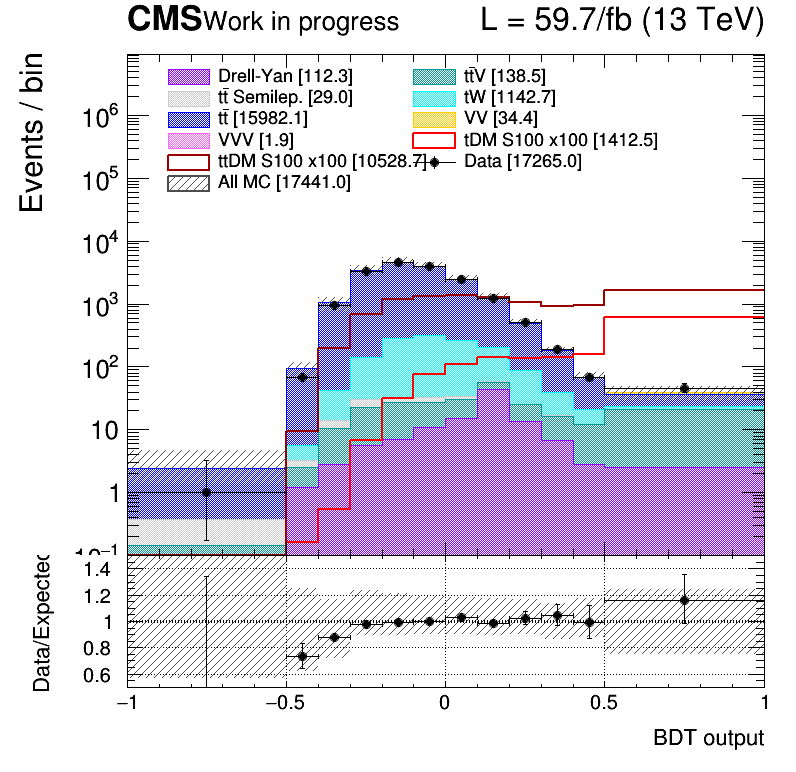 CMS Work in progress L = 59.7/fb (13 TeV)
Events / bin
Drell-Yan [112.3] tt̄V [138.5]
tt̄ Semilep. [29.0] tW [1142.7]
tt̄ [15982.1] VV [34.4]
VVV [1.9] tDM S100 x100 [1412.5]
ttDM S100 x100 [10528.7] Data [17265.0]
All MC [17441.0]
10⁶
10⁵
10⁴
10³
10²
10
1
10⁻¹
Data/Expected
1.4
1.2
1
0.8
0.6
−1 −0.5 0 0.5 1
BDT output